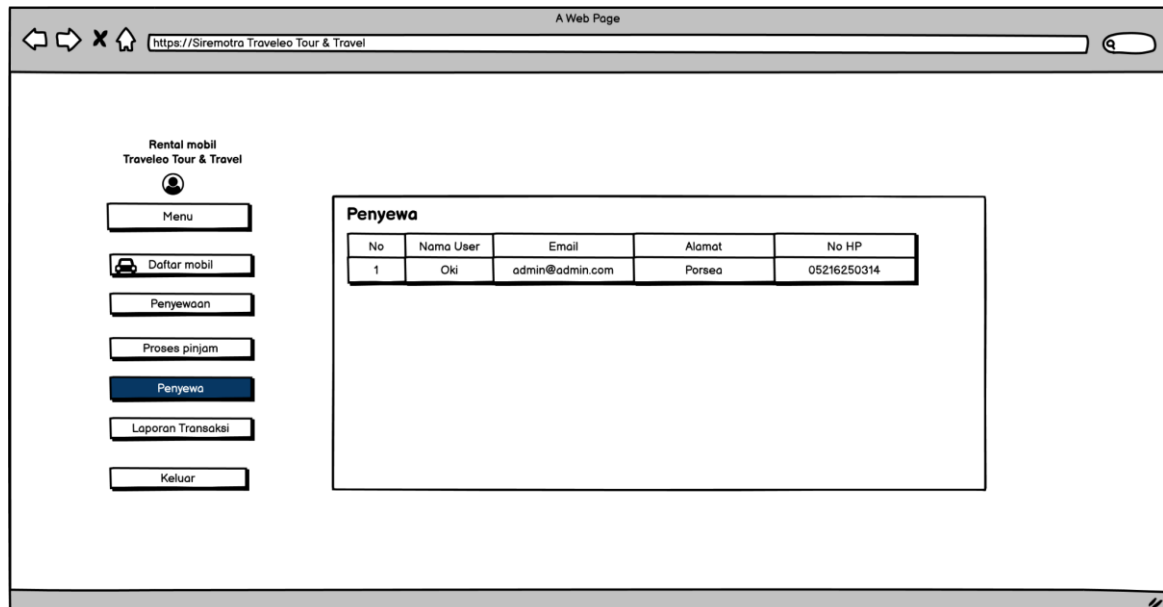 A Web Page
https://Siremotra Traveleo Tour & Travel
Rental mobil
Traveleo Tour & Travel
Menu
Daftar mobil
Penyewaan
Proses pinjam
Penyewa
Laporan Transaksi
Keluar
Penyewa
No Nama User Email Alamat No HP
1 Oki admin@admin.com Porsea 05216250314